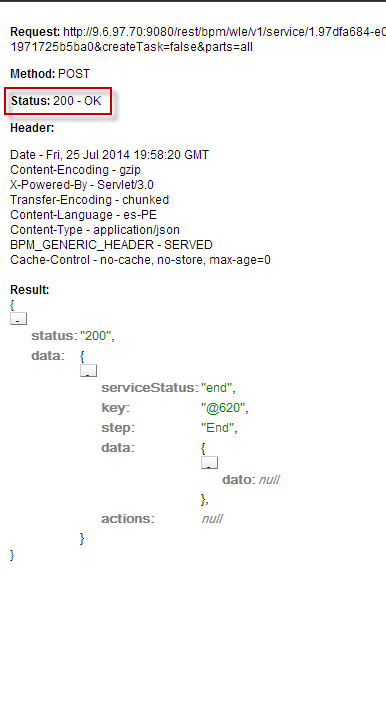 Request: http://9.6.97.70:9080/rest/bpm/wle/v1/service/1.97dfa684-e0
1971725b5ba0&createTask=false&parts=all
Method: POST
Status: 200 - OK
Header:
Date - Fri, 25 Jul 2014 19:58:20 GMT
Content-Encoding - gzip
X-Powered-By - Servlet/3.0
Transfer-Encoding - chunked
Content-Language - es-PE
Content-Type - application/json
BPM_GENERIC_HEADER - SERVED
Cache-Control - no-cache, no-store, max-age=0
Result:
{
-
status: "200",
data: {
-
serviceStatus: "end",
key: "@620",
step: "End",
data: {
-
dato: null
},
actions: null
}
}